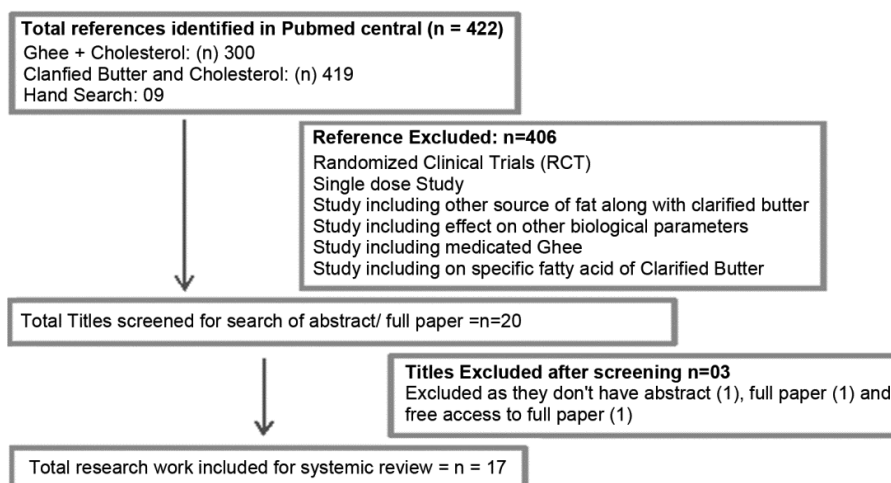 Total references identified in Pubmed central (n = 422)
Ghee + Cholesterol: (n) 300
Clanfied Butter and Cholesterol: (n) 419
Hand Search: 09
Reference Excluded: n=406
Randomized Clinical Trials (RCT)
Single dose Study
Study including other source of fat along with clarified butter
Study including effect on other biological parameters
Study including medicated Ghee
Study including on specific fatty acid of Clarified Butter
Total Titles screened for search of abstract/ full paper =n=20
Titles Excluded after screening n=03
Excluded as they don't have abstract (1), full paper (1) and
free access to full paper (1)
Total research work included for systemic review = n = 17